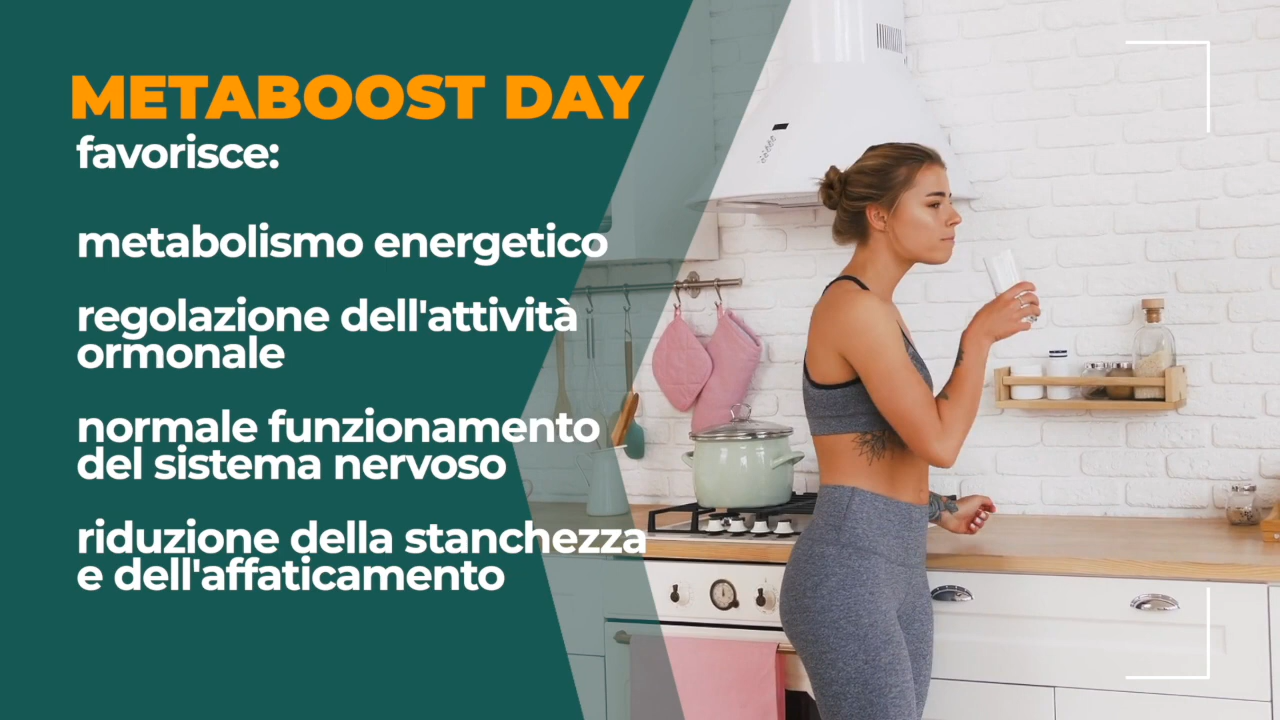 METABOOST DAY
favorisce:
metabolismo energetico
regolazione dell'attività
ormonale
normale funzionamento
del sistema nervoso
riduzione della stanchezza
e dell'affaticamento